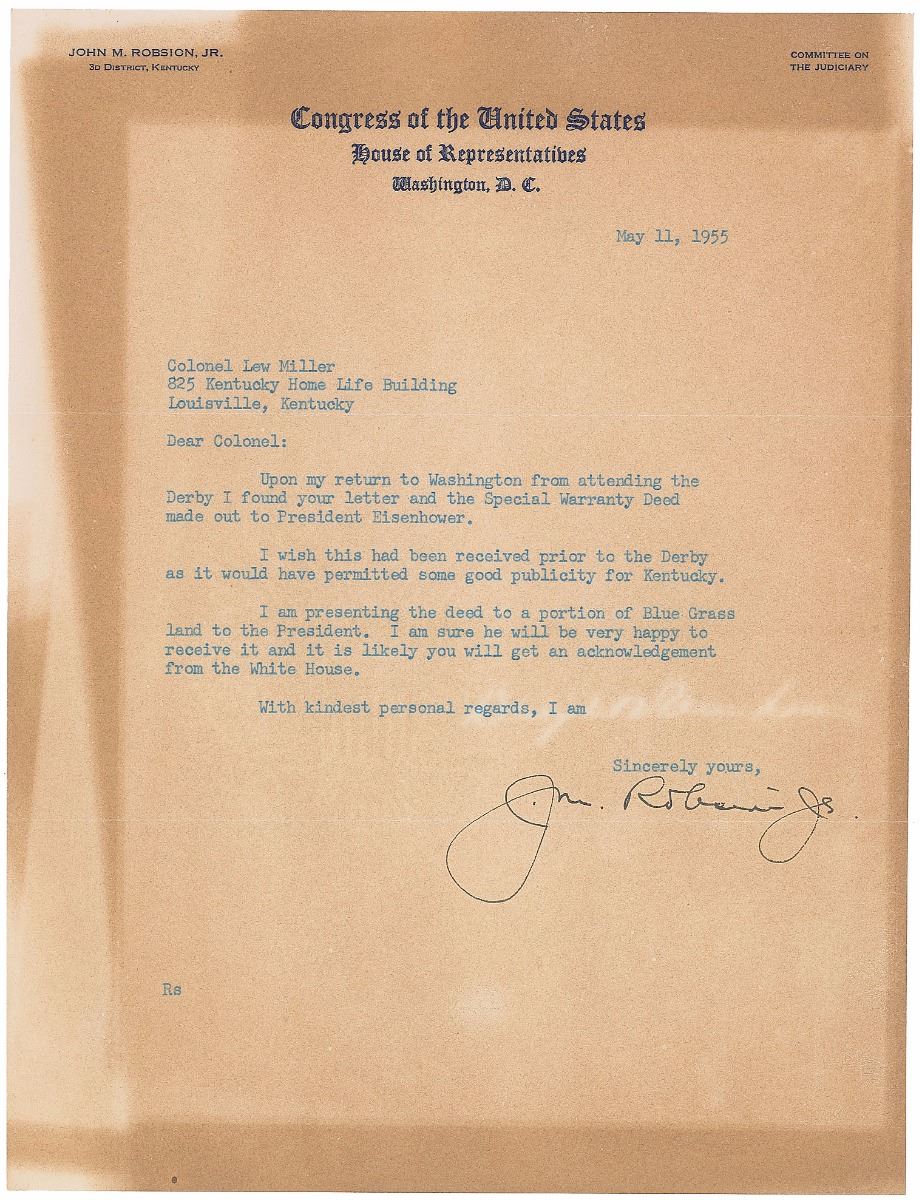 JOHN M. ROBSION, JR.
3D DISTRICT, KENTUCKY
COMMITTEE ON
THE JUDICIARY
Congress of the United States
House of Representatives
Washington, D. C.
May 11, 1955
Colonel Lew Miller
825 Kentucky Home Life Building
Louisville, Kentucky
Dear Colonel:
Upon my return to Washington from attending the
Derby I found your letter and the Special Warranty Deed
made out to President Eisenhower.
I wish this had been received prior to the Derby
as it would have permitted some good publicity for Kentucky.
I am presenting the deed to a portion of Blue Grass
land to the President. I am sure he will be very happy to
receive it and it is likely you will get an acknowledgement
from the White House.
With kindest personal regards, I am
Sincerely yours,
J. M. Robsion Jr.
Rs